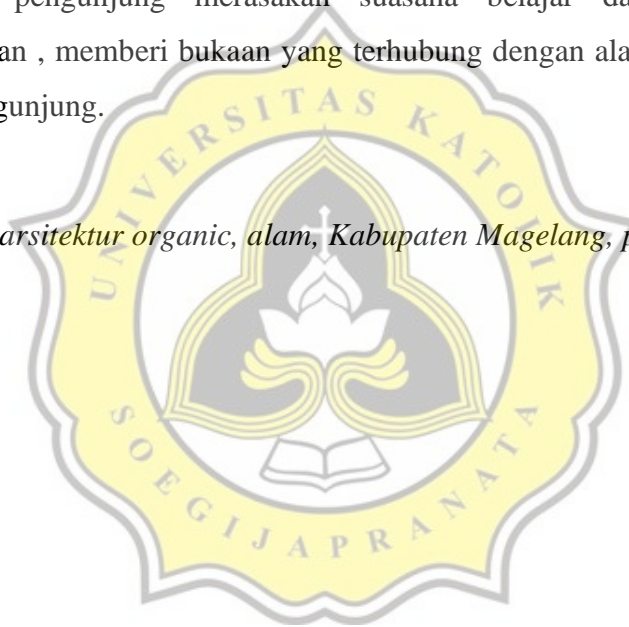 pengunjung merasakan suasana belajar da
an , memberi bukaan yang terhubung dengan ala
gunjung.
arsitektur organic, alam, Kabupaten Magelang, p
UNIVERSITAS KATOLIK
SOEGIJAPRANATA